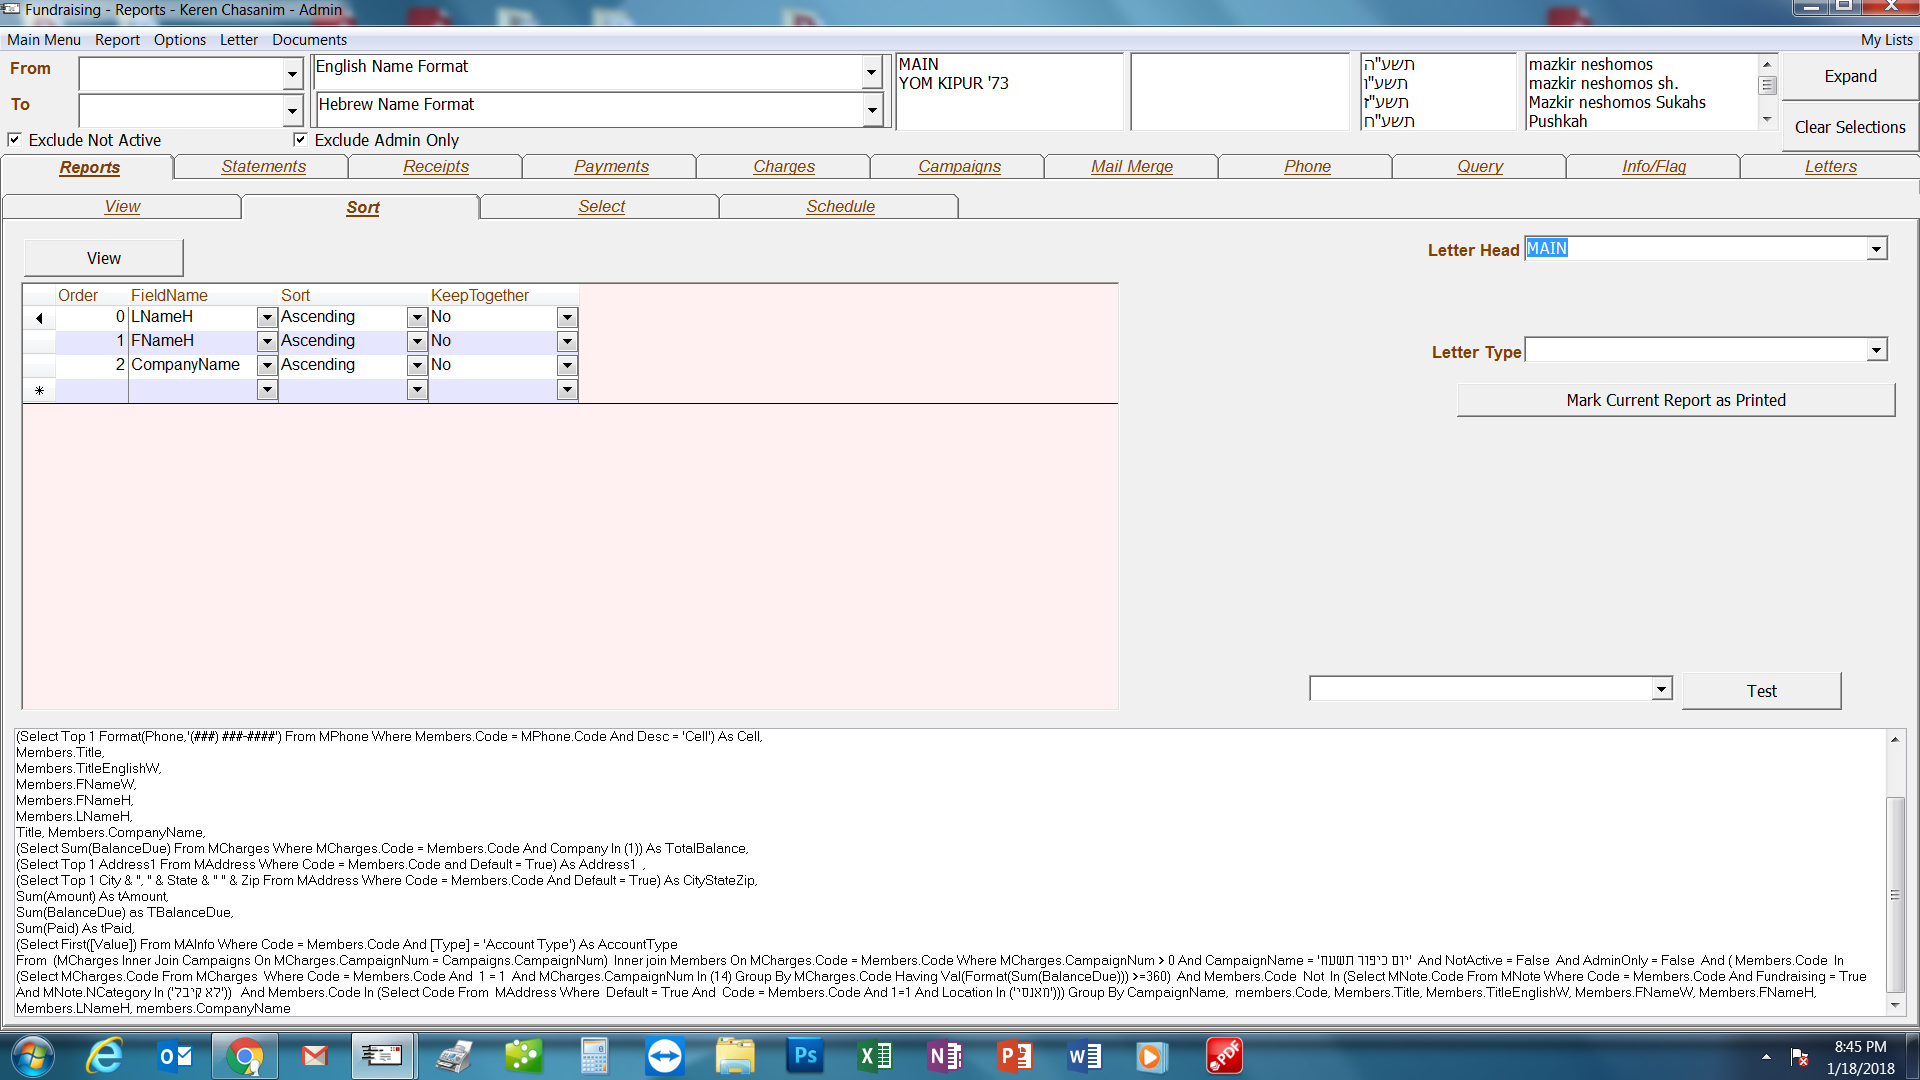 Fundraising - Reports - Keren Chasanim - Admin
Main Menu Report Options Letter Documents My Lists
From
To
English Name Format
Hebrew Name Format
MAIN
YOM KIPUR '73
תשע"ה
תשע"ו
תשע"ז
תשע"ח
mazkir neshomos
mazkir neshomos sh.
Mazkir neshomos Sukahs
Pushkah
Expand
Clear Selections
Exclude Not Active Exclude Admin Only
Reports Statements Receipts Payments Charges Campaigns Mail Merge Phone Query Info/Flag Letters
View Sort Select Schedule
View
Letter Head MAIN
Order FieldName Sort KeepTogether
0 LNameH Ascending No
1 FNameH Ascending No
2 CompanyName Ascending No
*
Letter Type
Mark Current Report as Printed
Test
(Select Top 1 Format(Phone,'(###) ###-####') From MPhone Where Members.Code = MPhone.Code And Desc = 'Cell') As Cell,
Members.Title,
Members.TitleEnglishW,
Members.FNameW,
Members.FNameH,
Members.LNameH,
Title, Members.CompanyName,
(Select Sum(BalanceDue) From MCharges Where MCharges.Code = Members.Code And Company In (1)) As TotalBalance,
(Select Top 1 Address1 From MAddress Where Code = Members.Code and Default = True) As Address1 ,
(Select Top 1 City & ", " & State & " " & Zip From MAddress Where Code = Members.Code And Default = True) As CityStateZip,
Sum(Amount) As tAmount,
Sum(BalanceDue) as TBalanceDue,
Sum(Paid) As tPaid,
(Select First([Value]) From MAInfo Where Code = Members.Code And [Type] = 'Account Type') As AccountType
From (MCharges Inner Join Campaigns On MCharges.CampaignNum = Campaigns.CampaignNum) Inner join Members On MCharges.Code = Members.Code Where MCharges.CampaignNum > 0 And CampaignName = 'יום כיפור תשעח' And NotActive = False And AdminOnly = False And ( Members.Code In
(Select MCharges.Code From MCharges Where Code = Members.Code And 1 = 1 And MCharges.CampaignNum In (14) Group By MCharges.Code Having Val(Format(Sum(BalanceDue))) >=360) And Members.Code Not In (Select MNote.Code From MNote Where Code = Members.Code And Fundraising = True
And MNote.NCategory In ('לא קיבל')) And Members.Code In (Select Code From MAddress Where Default = True And Code = Members.Code And 1=1 And Location In ('מאנסי'))) Group By CampaignName, members.Code, Members.Title, Members.TitleEnglishW, Members.FNameW, Members.FNameH,
Members.LNameH, members.CompanyName
8:45 PM
1/18/2018